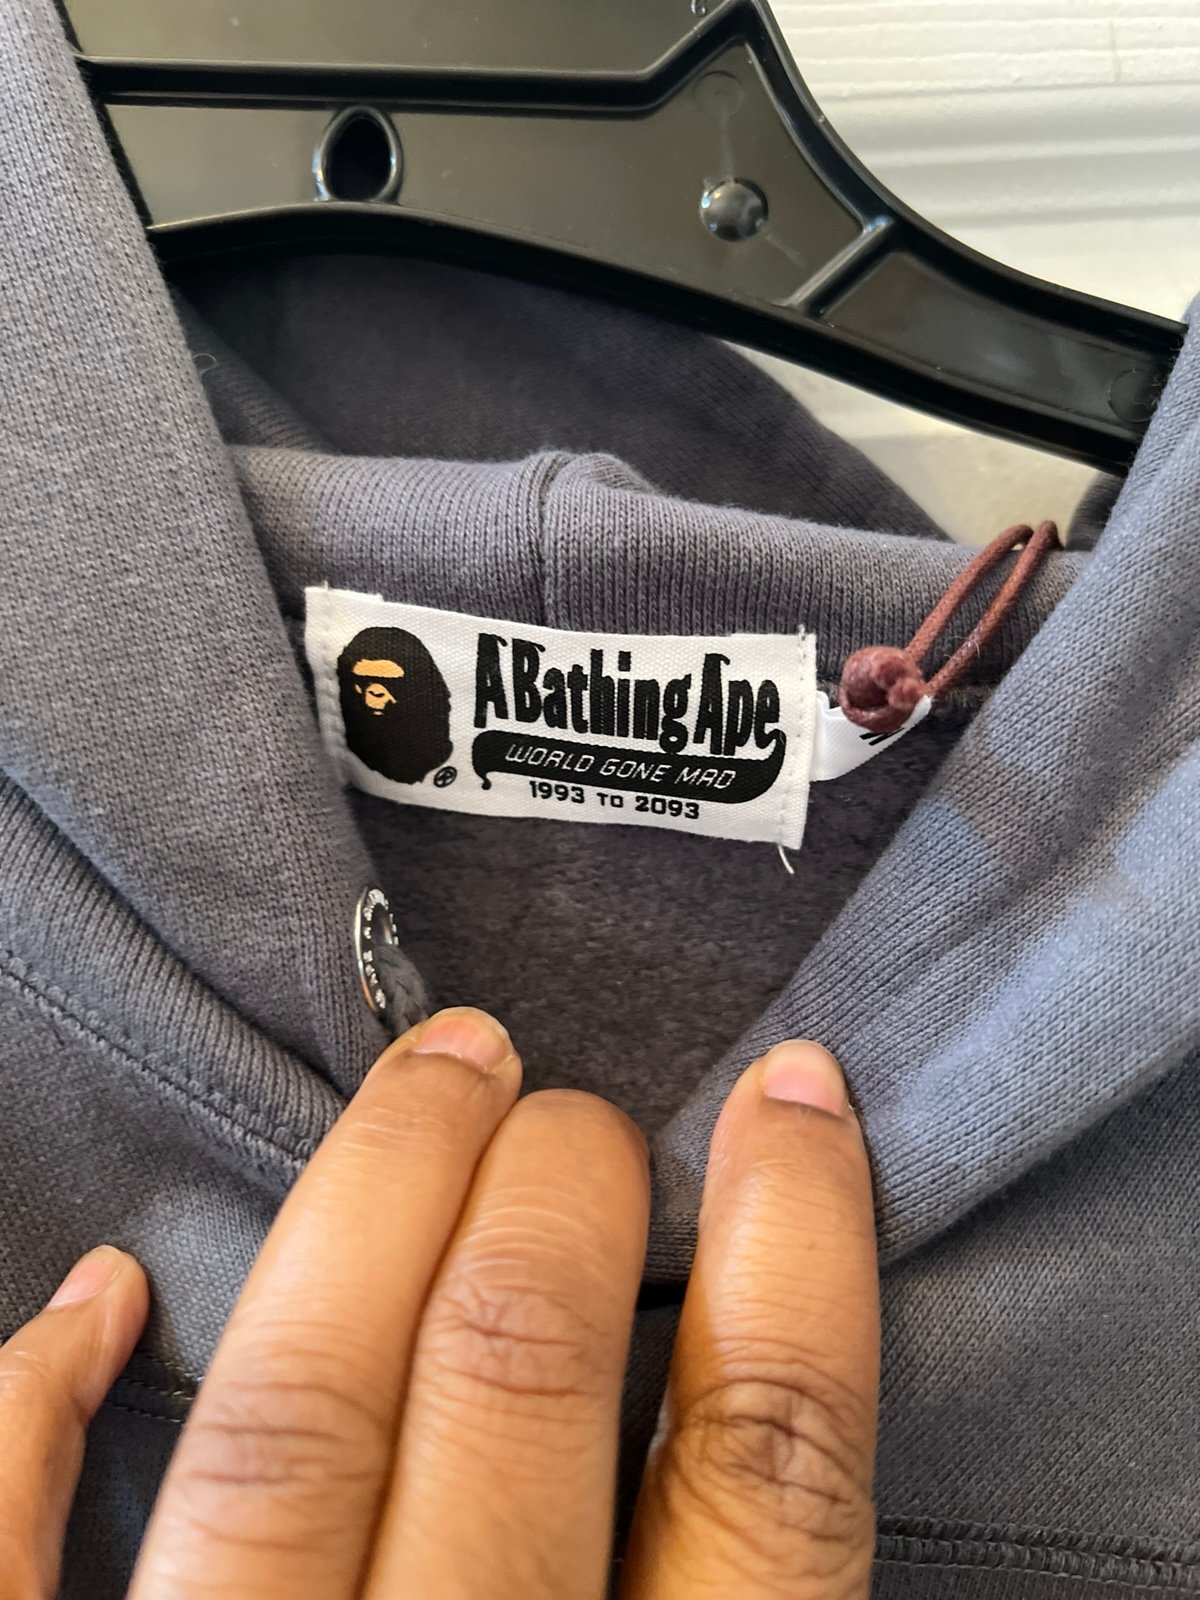 A Bathing Ape
WORLD GONE MAD
1993 TO 2093
®